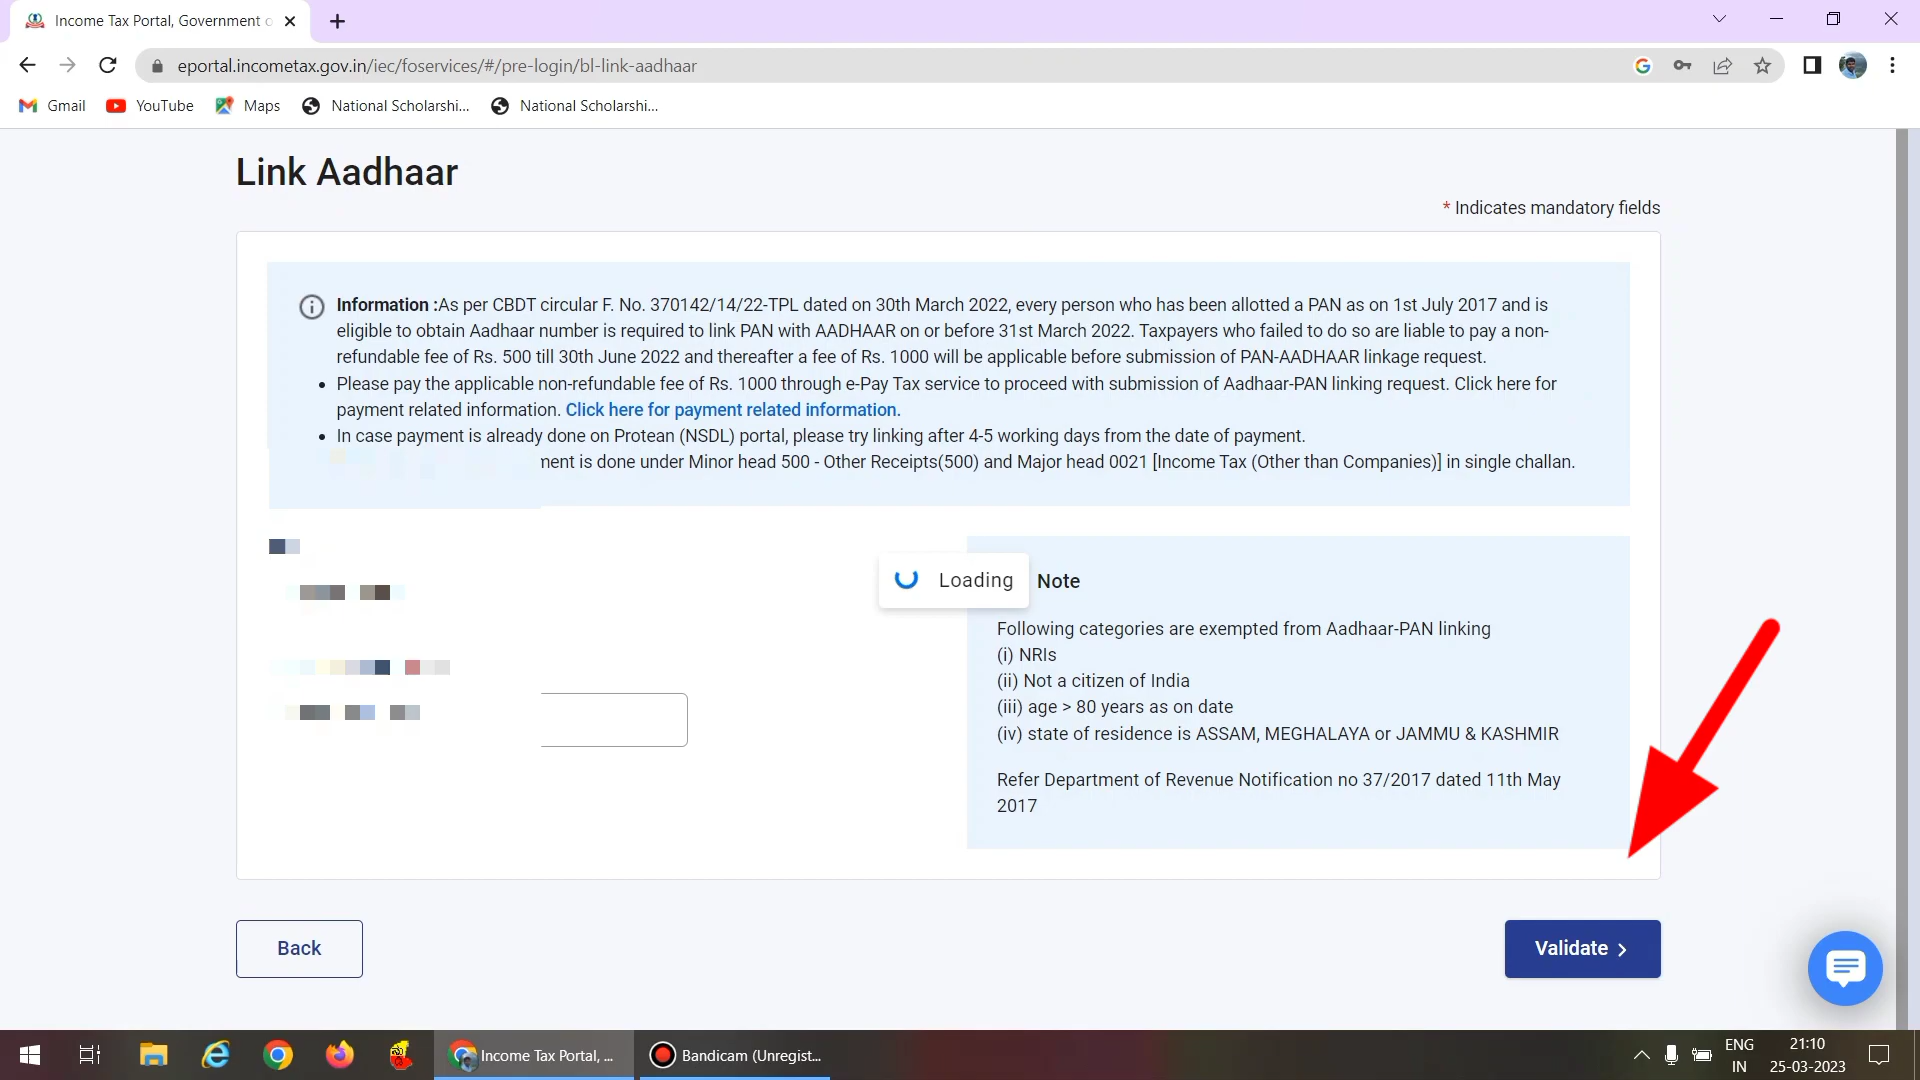 Income Tax Portal, Government o
eportal.incometax.gov.in/iec/foservices/#/pre-login/bl-link-aadhaar
Gmail
YouTube
Maps
National Scholarshi...
National Scholarshi...
Link Aadhaar
* Indicates mandatory fields
Information :As per CBDT circular F. No. 370142/14/22-TPL dated on 30th March 2022, every person who has been allotted a PAN as on 1st July 2017 and is
eligible to obtain Aadhaar number is required to link PAN with AADHAAR on or before 31st March 2022. Taxpayers who failed to do so are liable to pay a non-
refundable fee of Rs. 500 till 30th June 2022 and thereafter a fee of Rs. 1000 will be applicable before submission of PAN-AADHAAR linkage request.
• Please pay the applicable non-refundable fee of Rs. 1000 through e-Pay Tax service to proceed with submission of Aadhaar-PAN linking request. Click here for
payment related information. Click here for payment related information.
• In case payment is already done on Protean (NSDL) portal, please try linking after 4-5 working days from the date of payment.
ment is done under Minor head 500 - Other Receipts(500) and Major head 0021 [Income Tax (Other than Companies)] in single challan.
Loading
Note
Following categories are exempted from Aadhaar-PAN linking
(i) NRIs
(ii) Not a citizen of India
(iii) age > 80 years as on date
(iv) state of residence is ASSAM, MEGHALAYA or JAMMU & KASHMIR
Refer Department of Revenue Notification no 37/2017 dated 11th May
2017
Back
Validate >
Income Tax Portal, ...
Bandicam (Unregist...
ENG
IN
21:10
25-03-2023